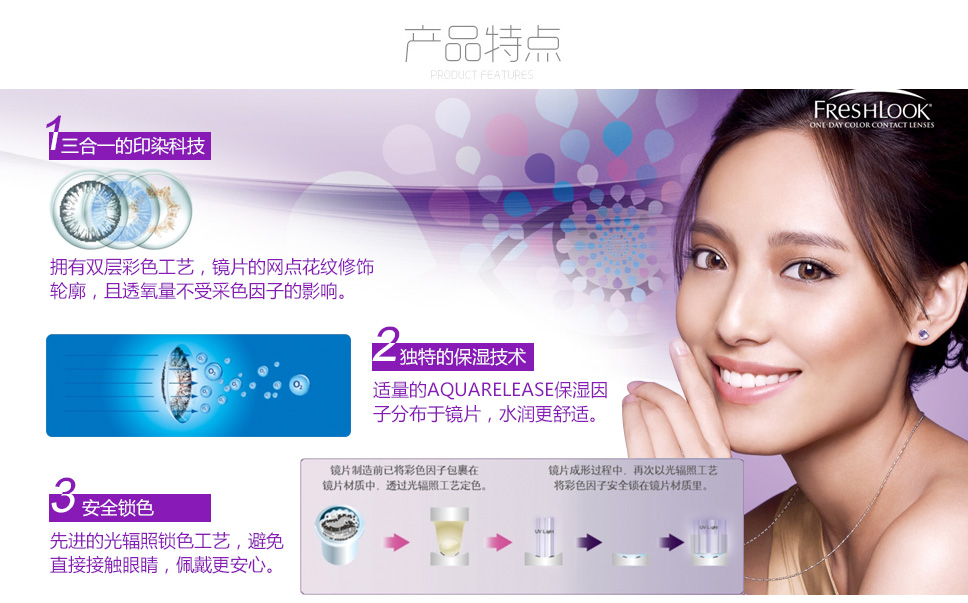 产品特点
PRODUCT FEATURES
FRESHLOOK®
ONE-DAY COLOR CONTACT LENSES
1 三合一的印染科技
拥有双层彩色工艺，镜片的网点花纹修饰
轮廓，且透氧量不受采色因子的影响。
O₂
2 独特的保湿技术
适量的AQUARELEASE保湿因
子分布于镜片，水润更舒适。
3 安全锁色
先进的光辐照锁色工艺，避免
直接接触眼睛，佩戴更安心。
镜片制造前已将彩色因子包裹在
镜片材质中，透过光辐照工艺定色。
镜片成形过程中，再次以光辐照工艺
将彩色因子安全锁在镜片材质里。
UV Light
UV Light